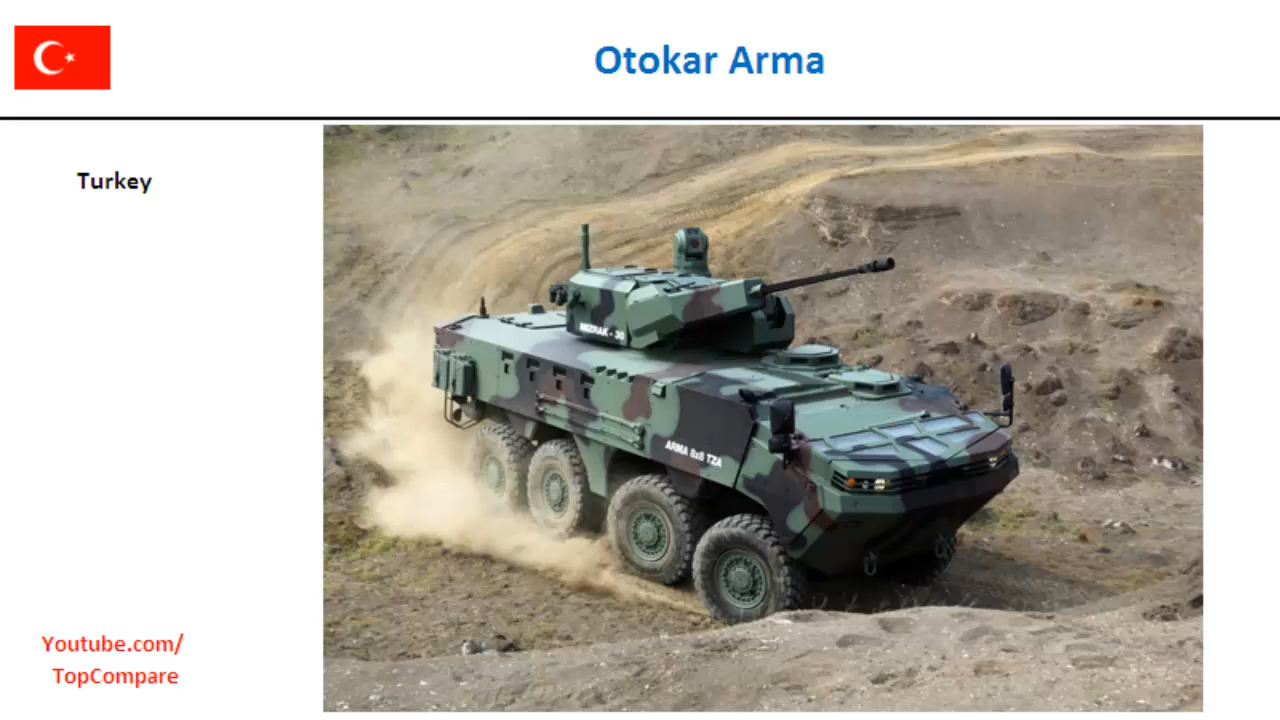 Otokar Arma
Turkey
MIZRAK - 30
ARMA 8x8 TZA
Youtube.com/
TopCompare